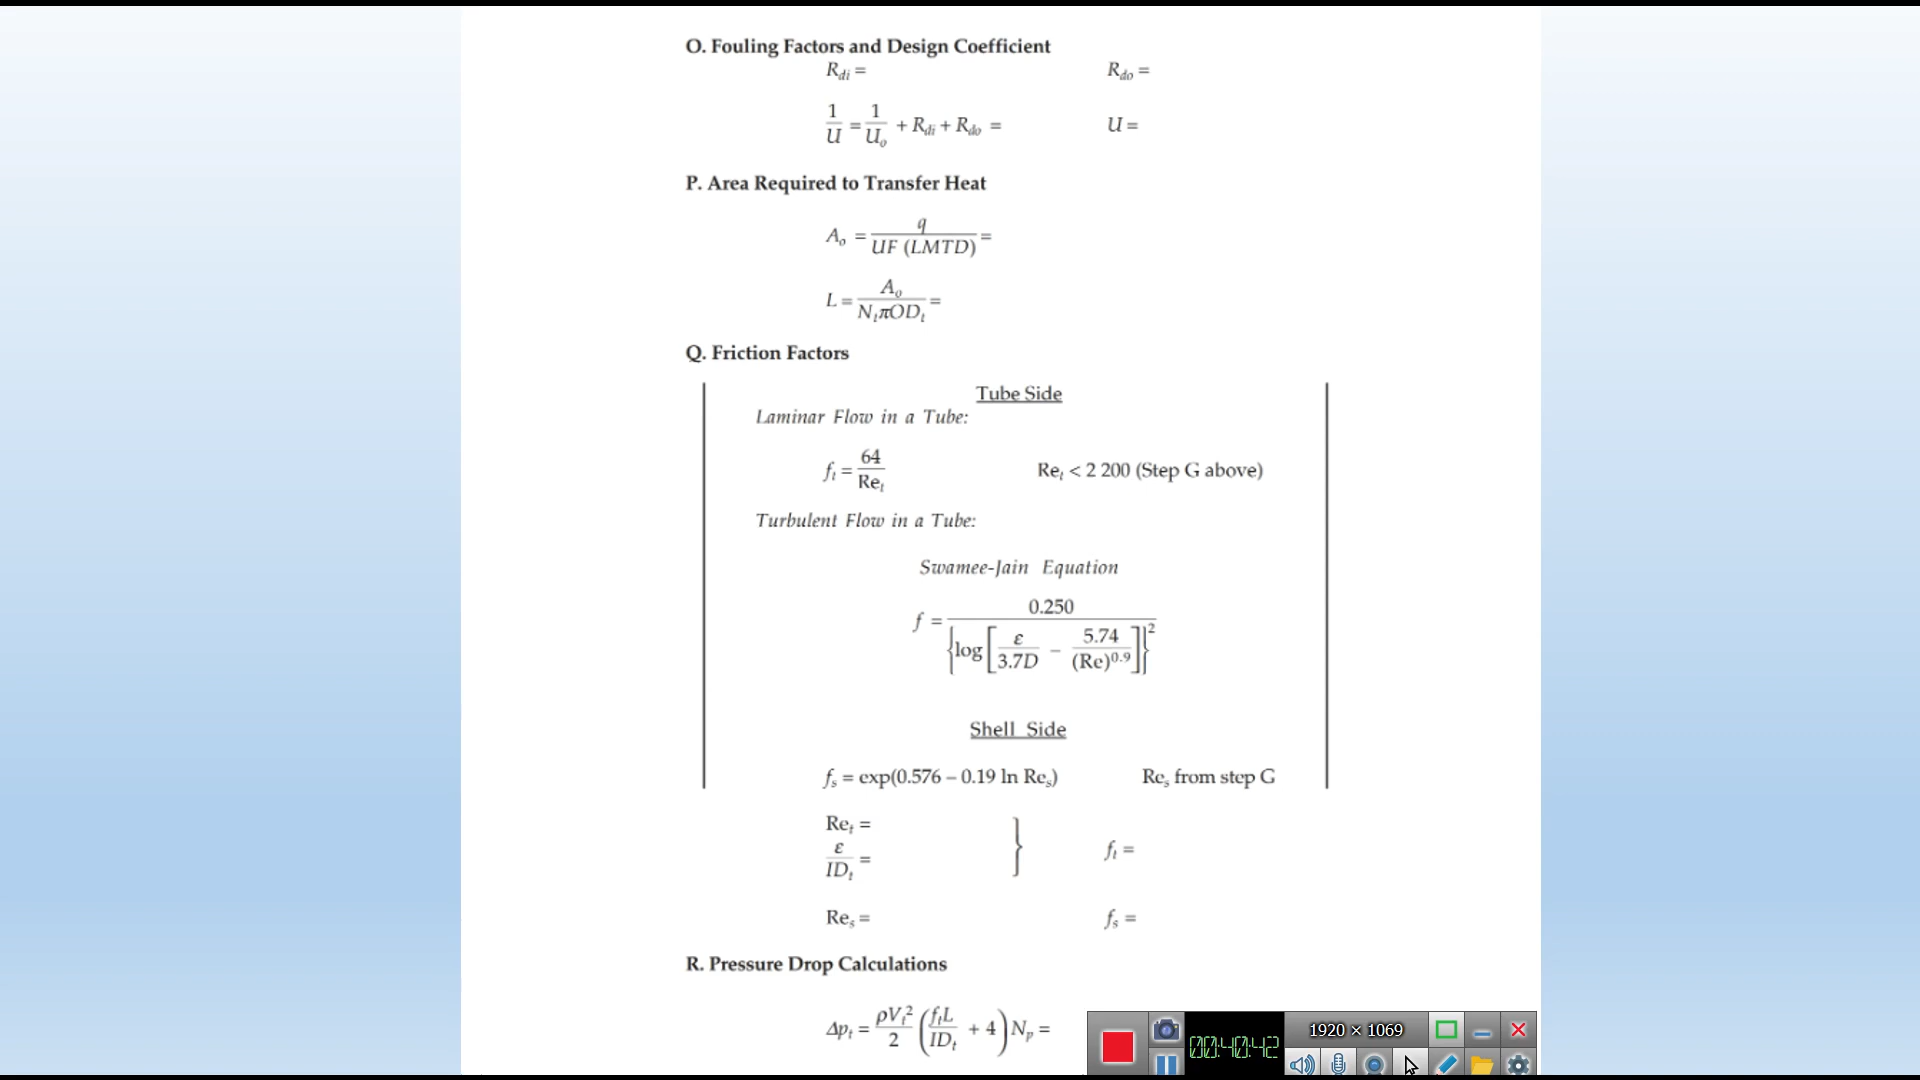 O. Fouling Factors and Design Coefficient
R_di = R_do =
1/U = 1/U_o + R_di + R_do = U =
P. Area Required to Transfer Heat
A_o = q / UF (LMTD) =
L = A_o / N_tπOD_t =
Q. Friction Factors
Tube Side
Laminar Flow in a Tube:
f_t = 64/Re_t Re_t < 2 200 (Step G above)
Turbulent Flow in a Tube:
Swamee-Jain Equation
f = 0.250 / {log[ε/3.7D − 5.74/(Re)^0.9]}^2
Shell Side
f_s = exp(0.576 – 0.19 ln Re_s) Re_s from step G
Re_t =
ε/ID_t = } f_t =
Re_s = f_s =
R. Pressure Drop Calculations
Δp_t = ρV_t^2/2 (f_tL/ID_t + 4) N_p =
1920 × 1069
00:40:42